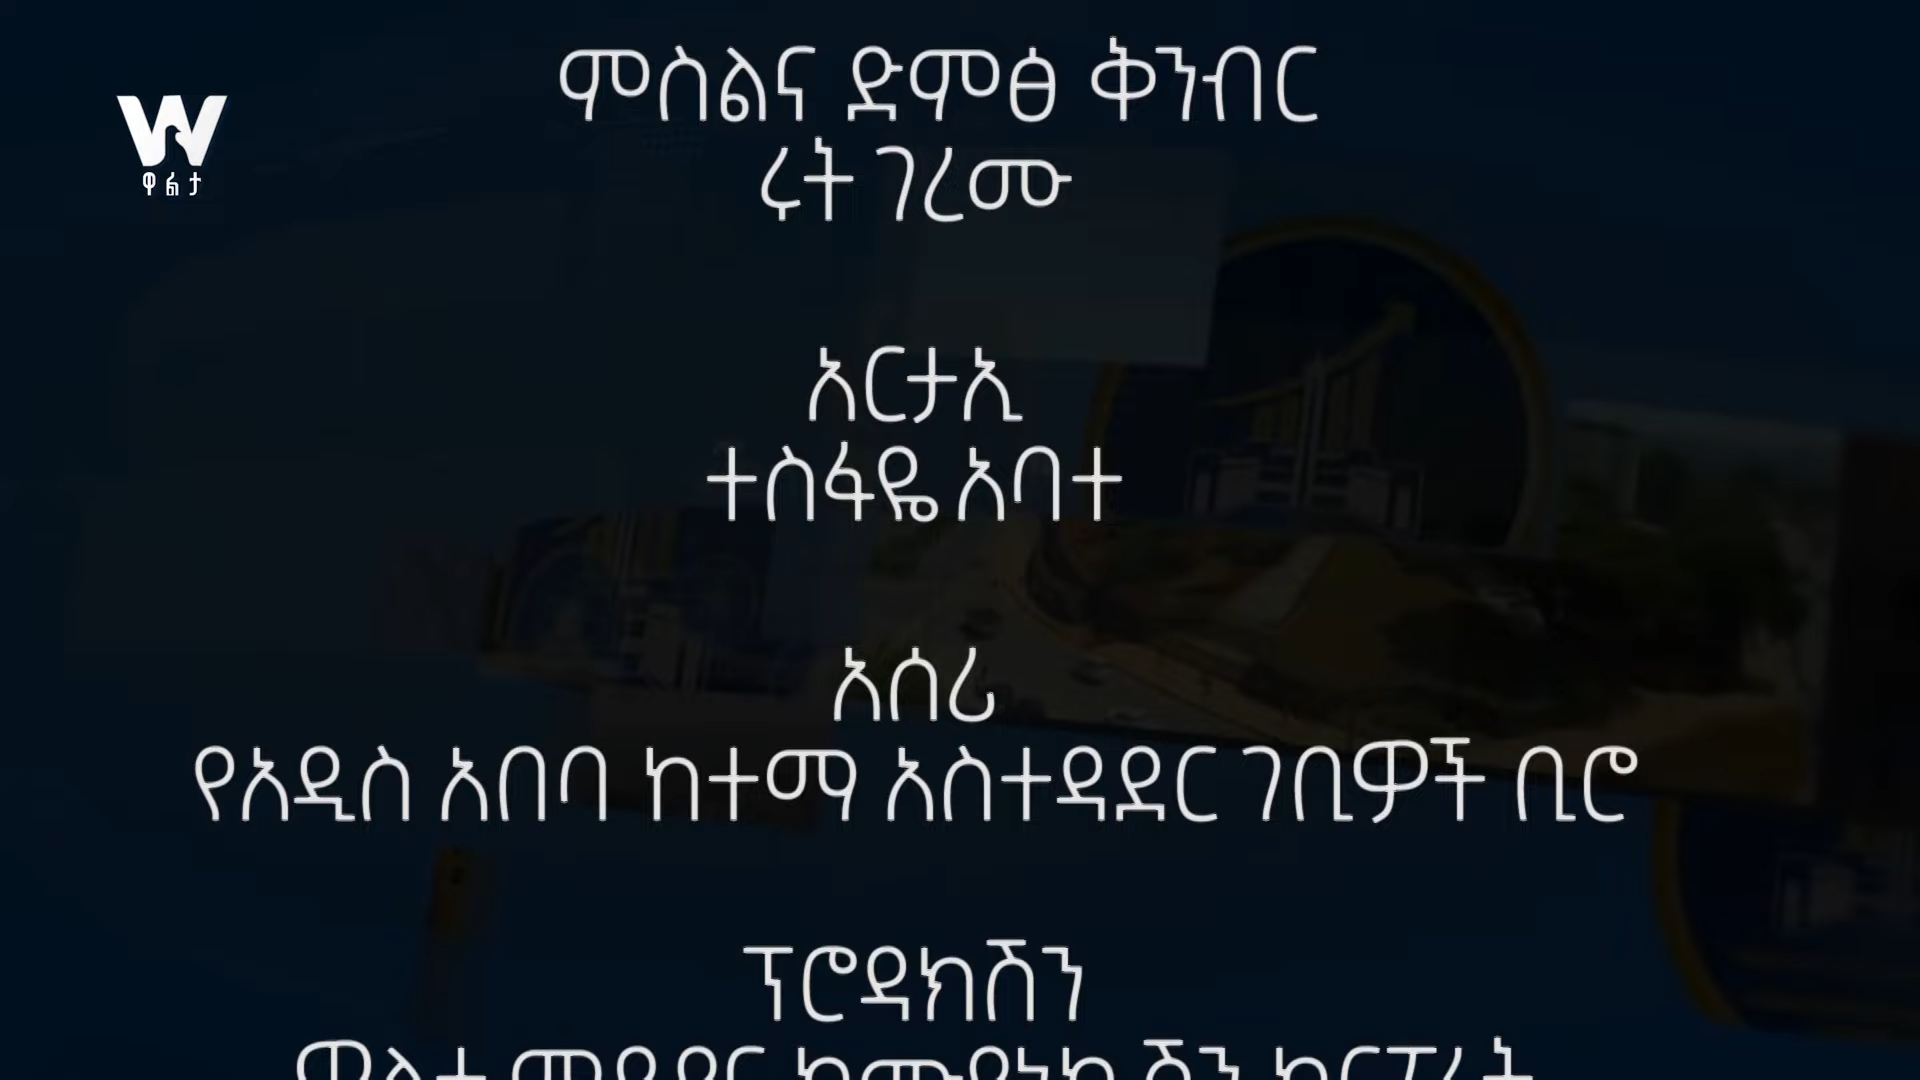 ዋልታ
ምስልና ድምፅ ቅንብር
ሩት ገረሙ
አርታኢ
ተስፋዬ አባተ
አሰሪ
የአዲስ አበባ ከተማ አስተዳደር ገቢዎች ቢሮ
ፕሮዳክሽን